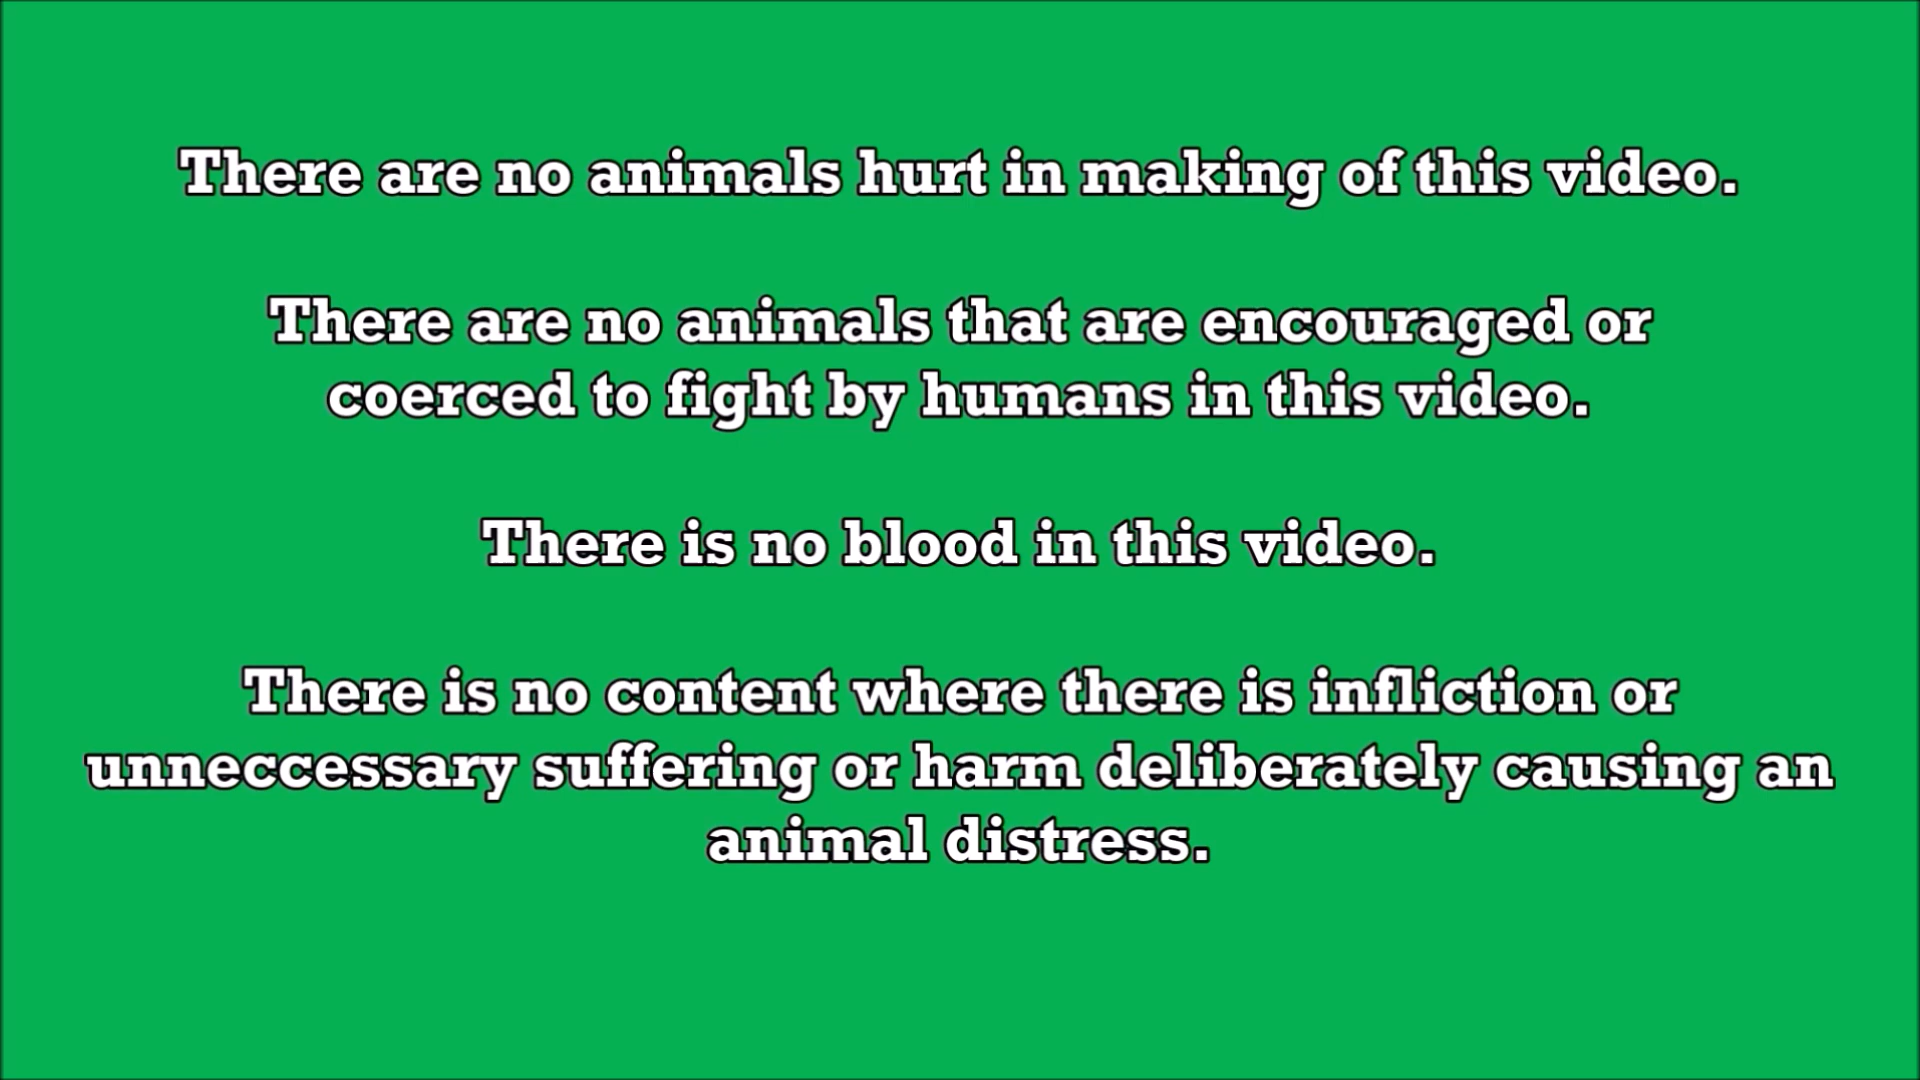 There are no animals hurt in making of this video.
There are no animals that are encouraged or
coerced to fight by humans in this video.
There is no blood in this video.
There is no content where there is infliction or
unneccessary suffering or harm deliberately causing an
animal distress.